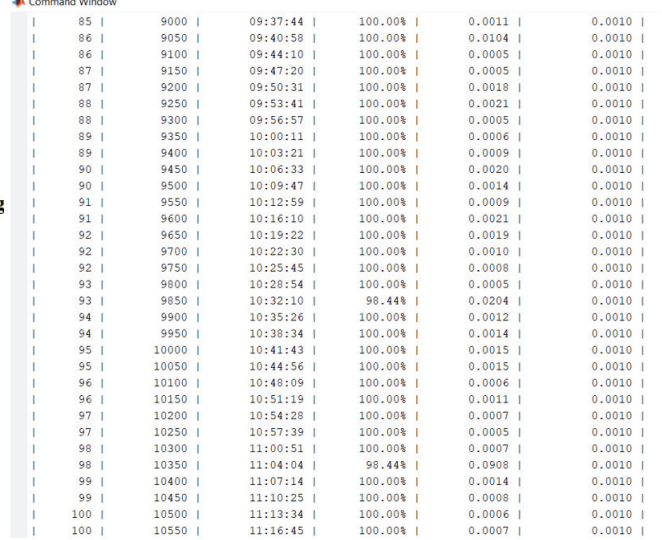 Command Window
| 85 | 9000 | 09:37:44 | 100.00% | 0.0011 | 0.0010 |
| 86 | 9050 | 09:40:58 | 100.00% | 0.0104 | 0.0010 |
| 86 | 9100 | 09:44:10 | 100.00% | 0.0005 | 0.0010 |
| 87 | 9150 | 09:47:20 | 100.00% | 0.0005 | 0.0010 |
| 87 | 9200 | 09:50:31 | 100.00% | 0.0018 | 0.0010 |
| 88 | 9250 | 09:53:41 | 100.00% | 0.0021 | 0.0010 |
| 88 | 9300 | 09:56:57 | 100.00% | 0.0005 | 0.0010 |
| 89 | 9350 | 10:00:11 | 100.00% | 0.0006 | 0.0010 |
| 89 | 9400 | 10:03:21 | 100.00% | 0.0009 | 0.0010 |
| 90 | 9450 | 10:06:33 | 100.00% | 0.0020 | 0.0010 |
| 90 | 9500 | 10:09:47 | 100.00% | 0.0014 | 0.0010 |
| 91 | 9550 | 10:12:59 | 100.00% | 0.0009 | 0.0010 |
| 91 | 9600 | 10:16:10 | 100.00% | 0.0021 | 0.0010 |
| 92 | 9650 | 10:19:22 | 100.00% | 0.0019 | 0.0010 |
| 92 | 9700 | 10:22:30 | 100.00% | 0.0010 | 0.0010 |
| 92 | 9750 | 10:25:45 | 100.00% | 0.0008 | 0.0010 |
| 93 | 9800 | 10:28:54 | 100.00% | 0.0005 | 0.0010 |
| 93 | 9850 | 10:32:10 | 98.44% | 0.0204 | 0.0010 |
| 94 | 9900 | 10:35:26 | 100.00% | 0.0012 | 0.0010 |
| 94 | 9950 | 10:38:34 | 100.00% | 0.0014 | 0.0010 |
| 95 | 10000 | 10:41:43 | 100.00% | 0.0015 | 0.0010 |
| 95 | 10050 | 10:44:56 | 100.00% | 0.0015 | 0.0010 |
| 96 | 10100 | 10:48:09 | 100.00% | 0.0006 | 0.0010 |
| 96 | 10150 | 10:51:19 | 100.00% | 0.0011 | 0.0010 |
| 97 | 10200 | 10:54:28 | 100.00% | 0.0007 | 0.0010 |
| 97 | 10250 | 10:57:39 | 100.00% | 0.0005 | 0.0010 |
| 98 | 10300 | 11:00:51 | 100.00% | 0.0007 | 0.0010 |
| 98 | 10350 | 11:04:04 | 98.44% | 0.0908 | 0.0010 |
| 99 | 10400 | 11:07:14 | 100.00% | 0.0014 | 0.0010 |
| 99 | 10450 | 11:10:25 | 100.00% | 0.0008 | 0.0010 |
| 100 | 10500 | 11:13:34 | 100.00% | 0.0006 | 0.0010 |
| 100 | 10550 | 11:16:45 | 100.00% | 0.0007 | 0.0010 |